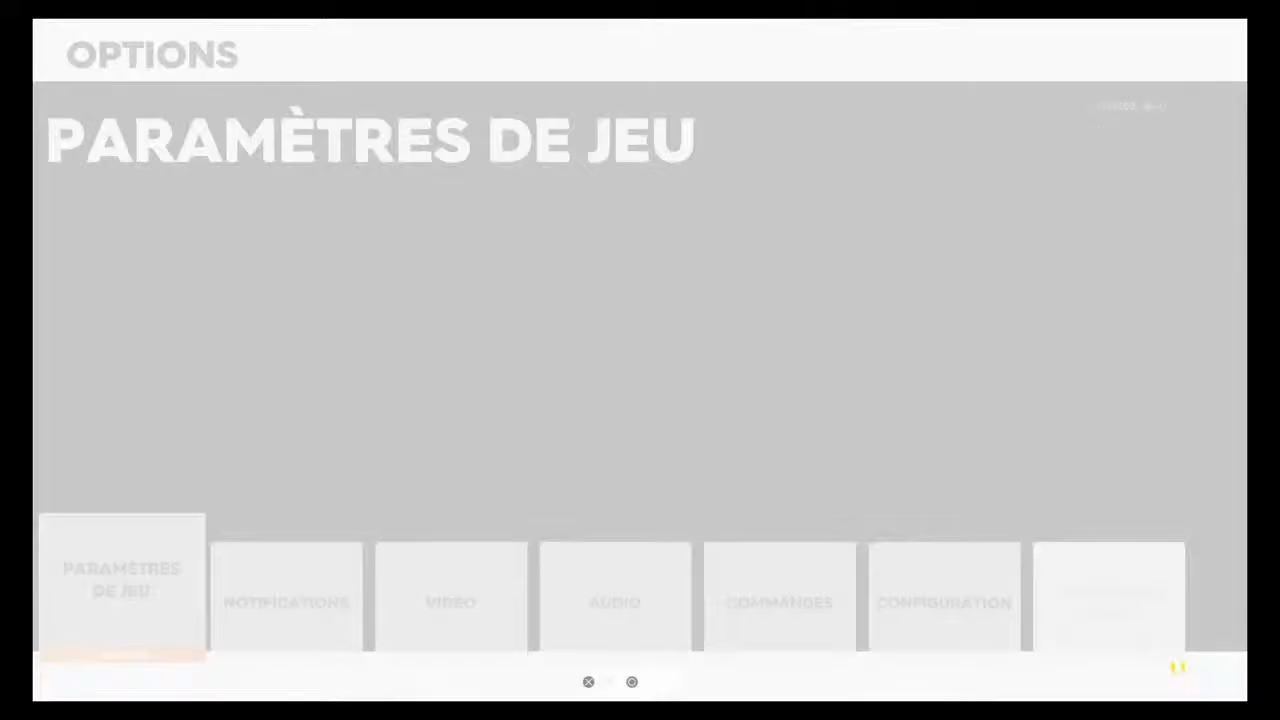 OPTIONS
PARAMÈTRES DE JEU
PARAMÈTRES
DE JEU
NOTIFICATIONS
VIDÉO
AUDIO
COMMANDES
CONFIGURATION